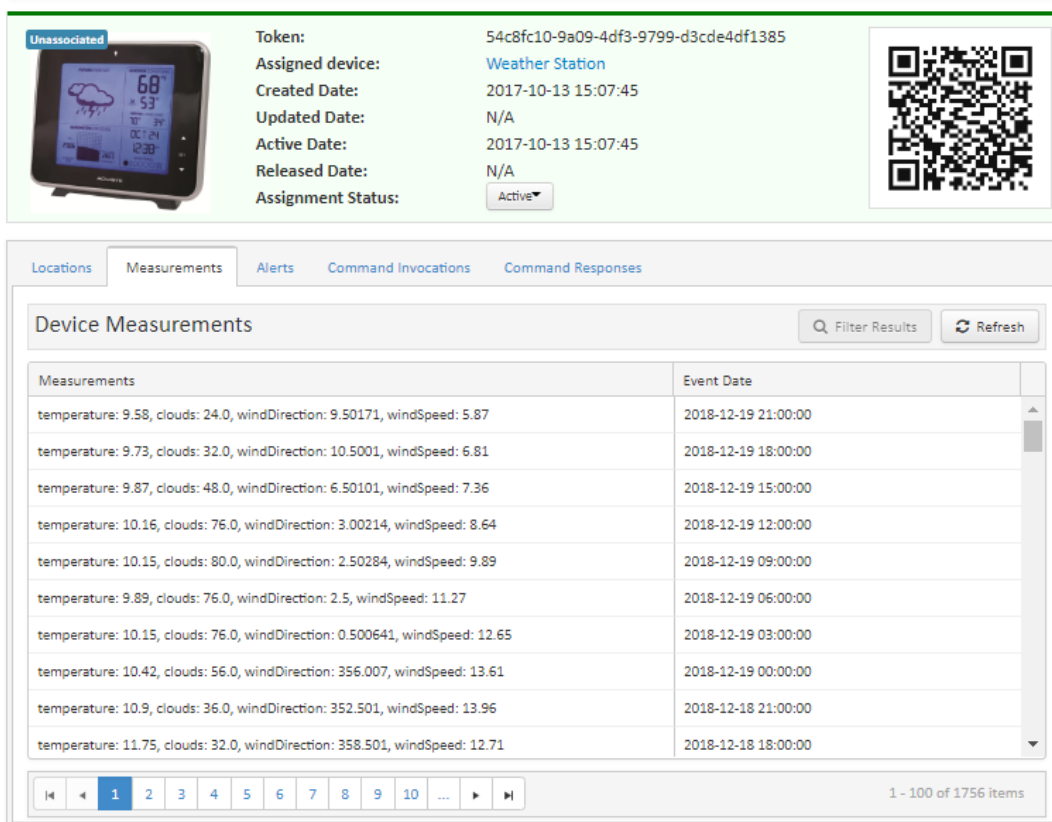 Unassociated
68
53
70
34
OCT 24
12:38
ACURITE
Token: 54c8fc10-9a09-4df3-9799-d3cde4df1385
Assigned device: Weather Station
Created Date: 2017-10-13 15:07:45
Updated Date: N/A
Active Date: 2017-10-13 15:07:45
Released Date: N/A
Assignment Status: Active
Locations Measurements Alerts Command Invocations Command Responses
Device Measurements Filter Results Refresh
Measurements Event Date
temperature: 9.58, clouds: 24.0, windDirection: 9.50171, windSpeed: 5.87 2018-12-19 21:00:00
temperature: 9.73, clouds: 32.0, windDirection: 10.5001, windSpeed: 6.81 2018-12-19 18:00:00
temperature: 9.87, clouds: 48.0, windDirection: 6.50101, windSpeed: 7.36 2018-12-19 15:00:00
temperature: 10.16, clouds: 76.0, windDirection: 3.00214, windSpeed: 8.64 2018-12-19 12:00:00
temperature: 10.15, clouds: 80.0, windDirection: 2.50284, windSpeed: 9.89 2018-12-19 09:00:00
temperature: 9.89, clouds: 76.0, windDirection: 2.5, windSpeed: 11.27 2018-12-19 06:00:00
temperature: 10.15, clouds: 76.0, windDirection: 0.500641, windSpeed: 12.65 2018-12-19 03:00:00
temperature: 10.42, clouds: 56.0, windDirection: 356.007, windSpeed: 13.61 2018-12-19 00:00:00
temperature: 10.9, clouds: 36.0, windDirection: 352.501, windSpeed: 13.96 2018-12-18 21:00:00
temperature: 11.75, clouds: 32.0, windDirection: 358.501, windSpeed: 12.71 2018-12-18 18:00:00
1 2 3 4 5 6 7 8 9 10 ... 1 - 100 of 1756 items